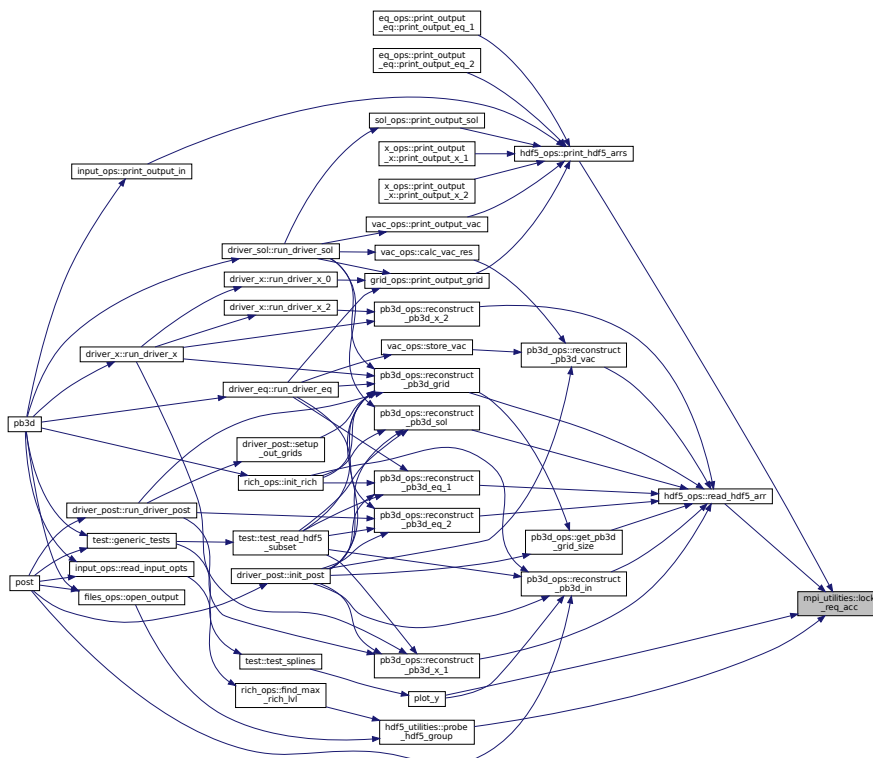 eq_ops::print_output
_eq::print_output_eq_1
eq_ops::print_output
_eq::print_output_eq_2
sol_ops::print_output_sol
x_ops::print_output
_x::print_output_x_1
hdf5_ops::print_hdf5_arrs
input_ops::print_output_in
x_ops::print_output
_x::print_output_x_2
vac_ops::print_output_vac
driver_sol::run_driver_sol
vac_ops::calc_vac_res
driver_x::run_driver_x_0
grid_ops::print_output_grid
driver_x::run_driver_x_2
pb3d_ops::reconstruct
_pb3d_x_2
driver_x::run_driver_x
vac_ops::store_vac
pb3d_ops::reconstruct
_pb3d_vac
pb3d_ops::reconstruct
_pb3d_grid
driver_eq::run_driver_eq
pb3d
pb3d_ops::reconstruct
_pb3d_sol
driver_post::setup
_out_grids
rich_ops::init_rich
pb3d_ops::reconstruct
_pb3d_eq_1
hdf5_ops::read_hdf5_arr
driver_post::run_driver_post
pb3d_ops::reconstruct
_pb3d_eq_2
test::generic_tests
test::test_read_hdf5
_subset
pb3d_ops::get_pb3d
_grid_size
input_ops::read_input_opts
driver_post::init_post
pb3d_ops::reconstruct
_pb3d_in
post
files_ops::open_output
mpi_utilities::lock
_req_acc
test::test_splines
pb3d_ops::reconstruct
_pb3d_x_1
rich_ops::find_max
_rich_lvl
plot_y
hdf5_utilities::probe
_hdf5_group